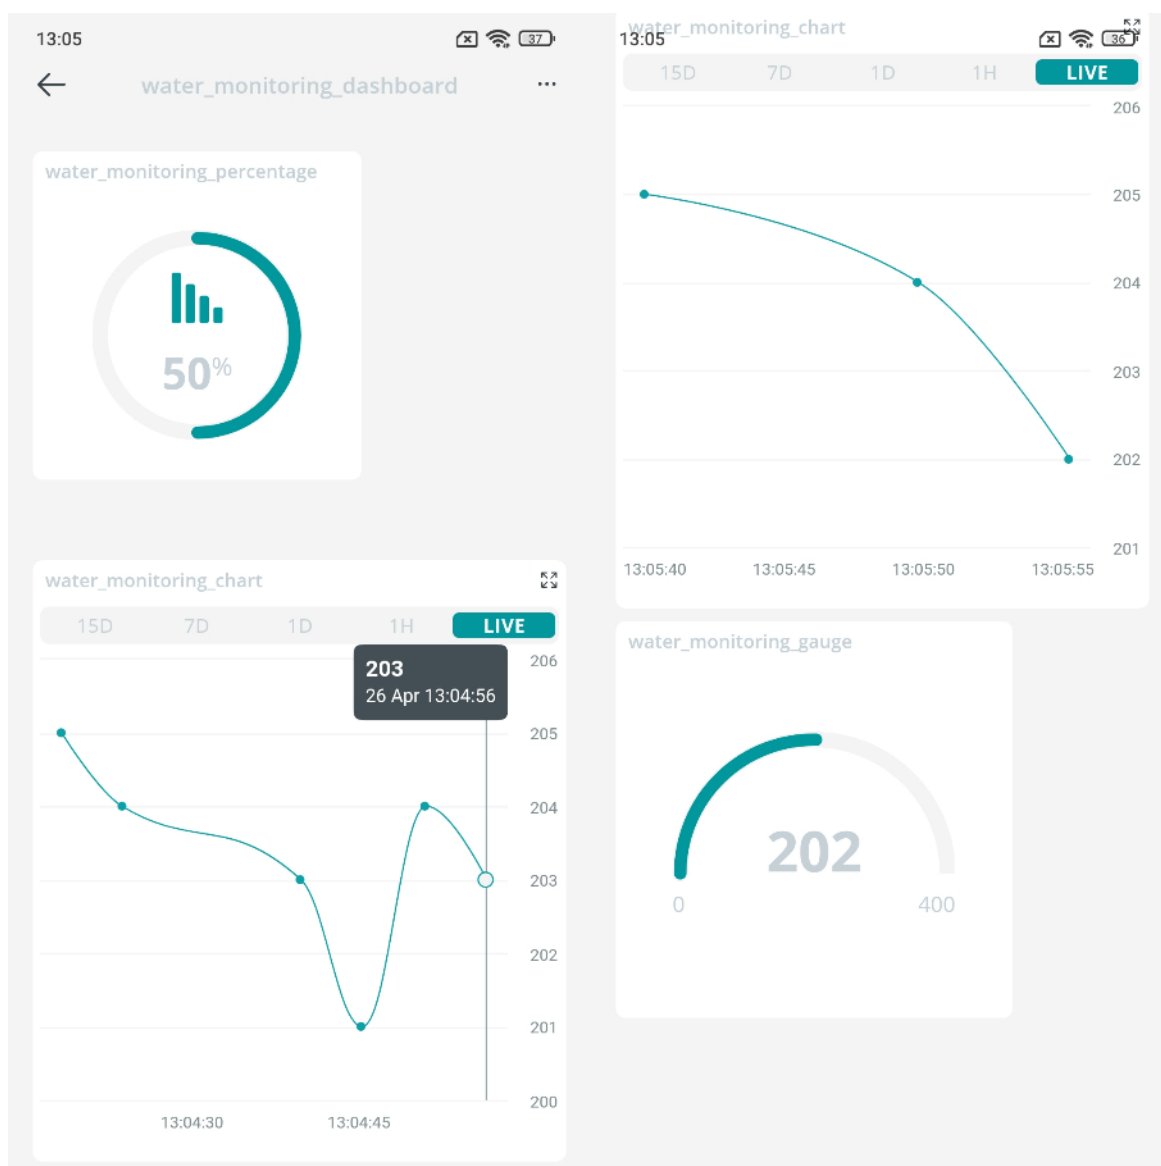 13:05
37
water_monitoring_dashboard
water_monitoring_percentage
50%
water_monitoring_chart
15D 7D 1D 1H LIVE
203
26 Apr 13:04:56
206
205
204
203
202
201
200
13:04:30 13:04:45
water_monitoring_chart
13:05
36
15D 7D 1D 1H LIVE
206
205
204
203
202
201
13:05:40 13:05:45 13:05:50 13:05:55
water_monitoring_gauge
202
0 400